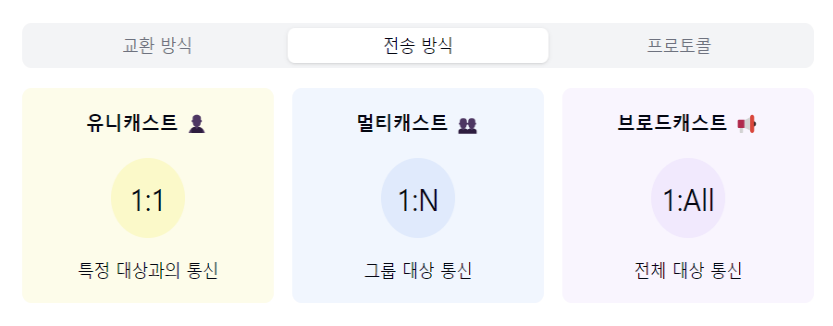 교환 방식 전송 방식 프로토콜
유니캐스트 👤 멀티캐스트 👥 브로드캐스트 📢
1:1 1:N 1:All
특정 대상과의 통신 그룹 대상 통신 전체 대상 통신